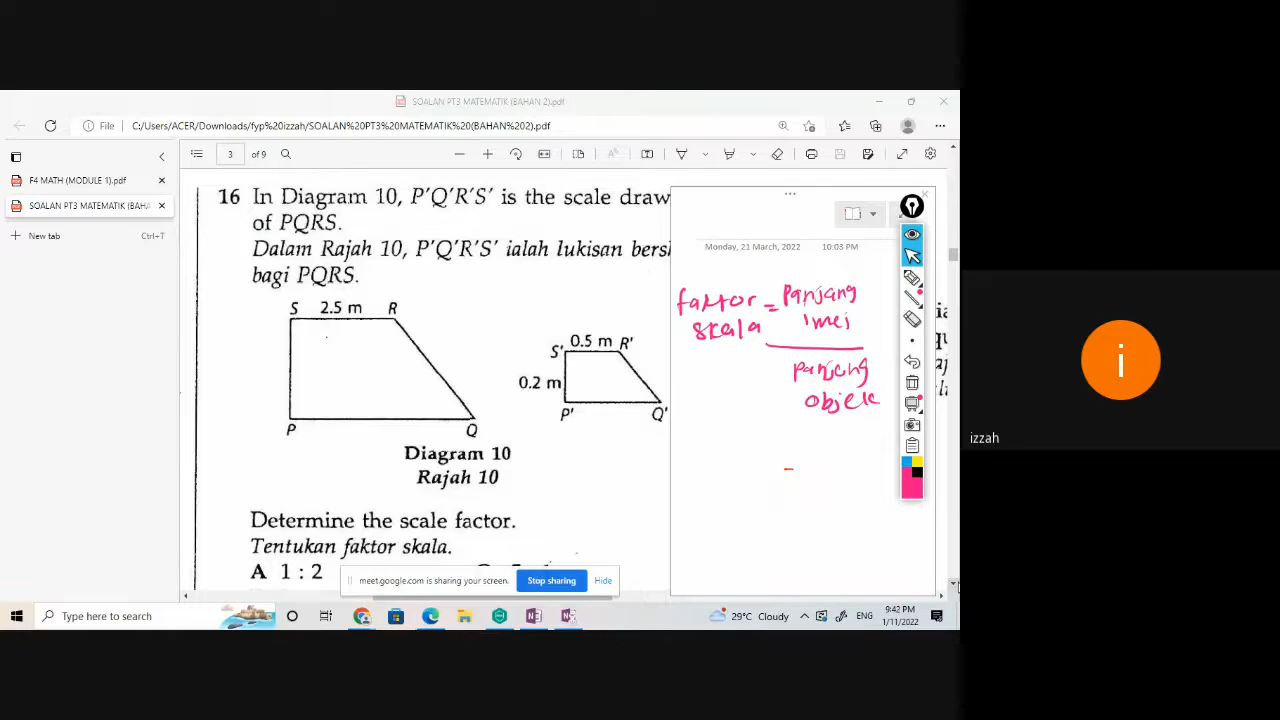 SOALAN PT3 MATEMATIK (BAHAN 2).pdf
File
C:/Users/ACER/Downloads/fyp%20izzah/SOALAN%20PT3%20MATEMATIK%20(BAHAN%202).pdf
3 of 9
F4 MATH (MODULE 1).pdf
SOALAN PT3 MATEMATIK (BAHA
New tab
Ctrl+T
16 In Diagram 10, P'Q'R'S' is the scale draw
of PQRS.
Dalam Rajah 10, P'Q'R'S' ialah lukisan bers
bagi PQRS.
S 2.5 m R
P Q
S' 0.5 m R'
0.2 m
P' Q'
Diagram 10
Rajah 10
Determine the scale factor.
Tentukan faktor skala.
A 1 : 2
Monday, 21 March, 2022 10:03 PM
faktor = panjang
skala imej
panjang
objek
meet.google.com is sharing your screen.
Stop sharing
Hide
Type here to search
29°C Cloudy
ENG
9:42 PM
1/11/2022
i
izzah